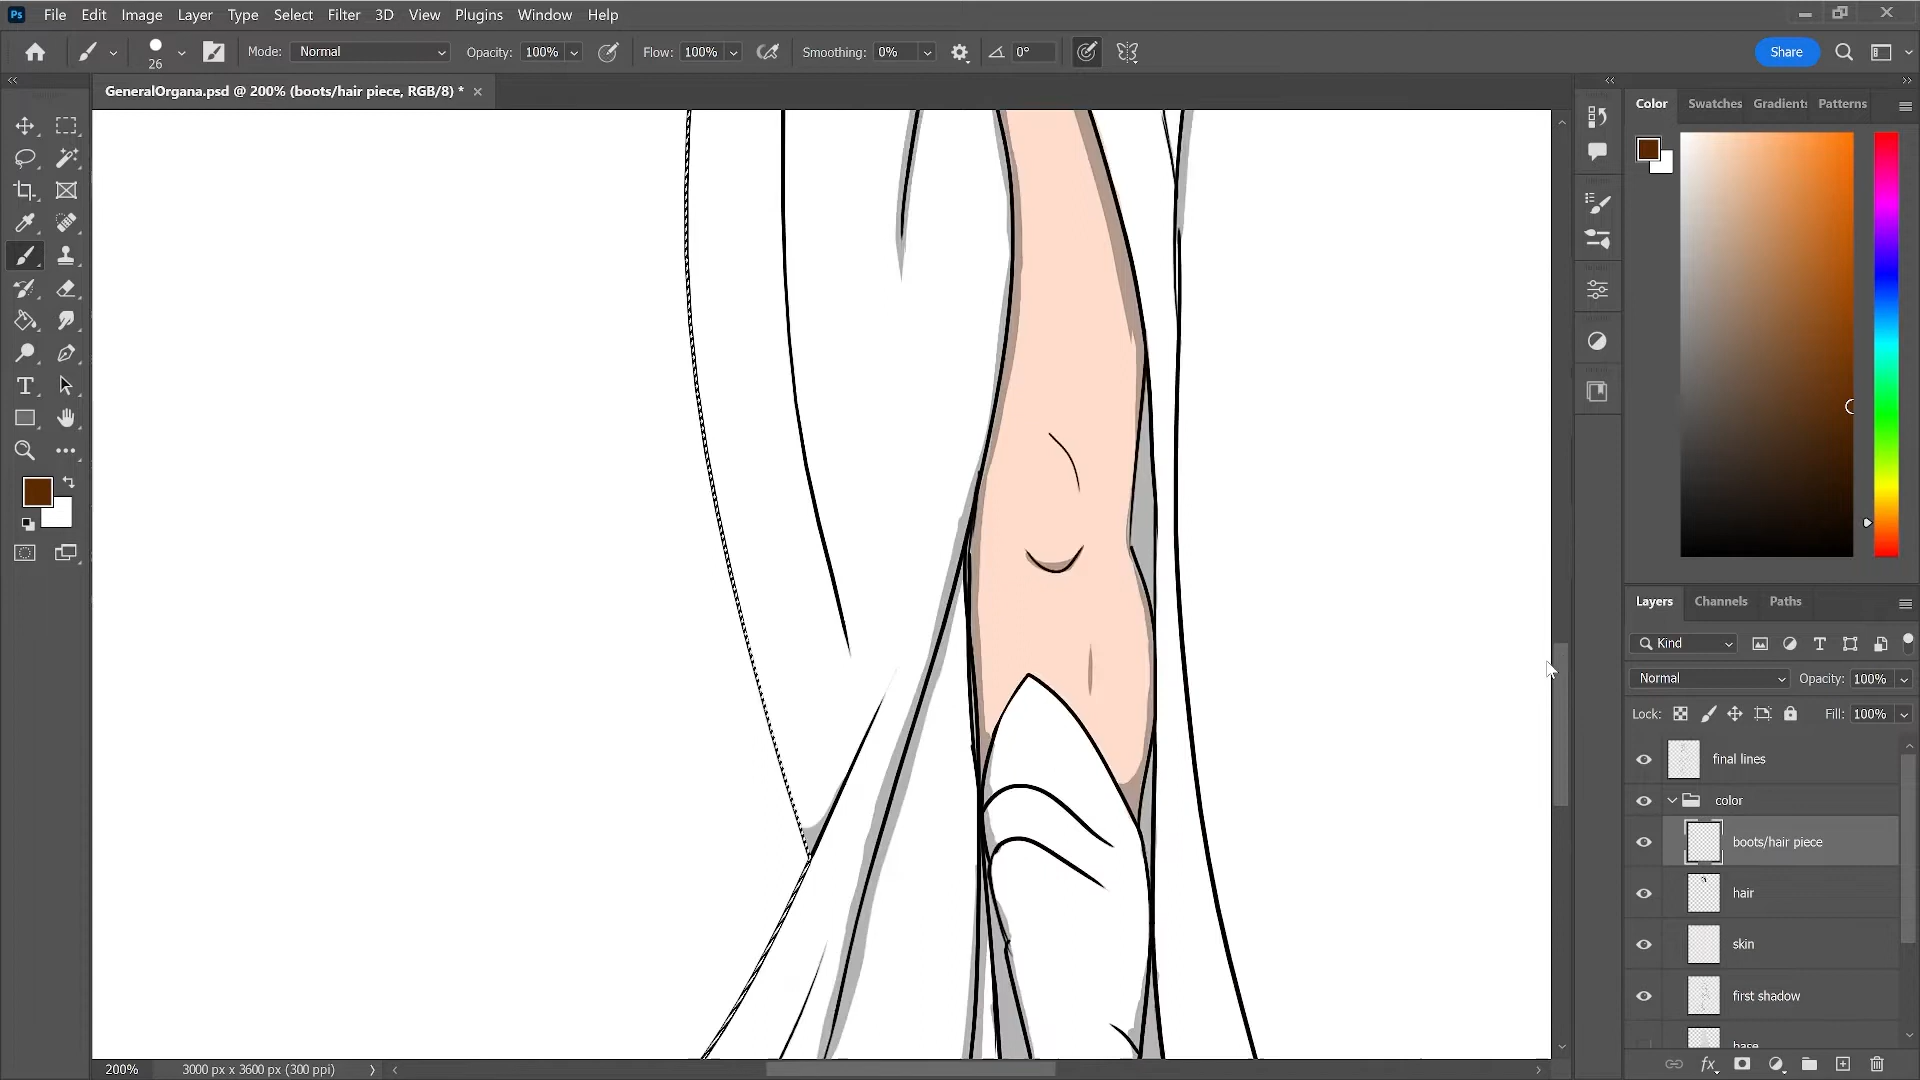 Ps File Edit Image Layer Type Select Filter 3D View Plugins Window Help
26 Mode: Normal Opacity: 100% Flow: 100% Smoothing: 0% 0° Share
GeneralOrgana.psd @ 200% (boots/hair piece, RGB/8) * ×
Color Swatches Gradients Patterns
Layers Channels Paths
Kind
Normal Opacity: 100%
Lock: Fill: 100%
final lines
color
boots/hair piece
hair
skin
first shadow
base
fx
200% 3000 px x 3600 px (300 ppi)